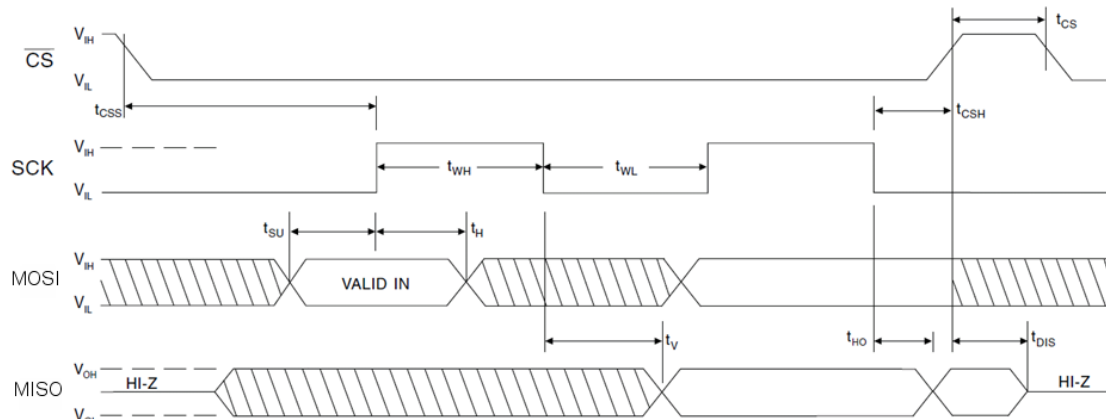 V_IH
t_CS
C̅S̅
V_IL
t_CSS
t_CSH
V_IH
SCK
t_WH
t_WL
V_IL
t_SU
t_H
V_IH
MOSI
VALID IN
V_IL
t_V
t_HO
t_DIS
V_OH
MISO
HI-Z
HI-Z